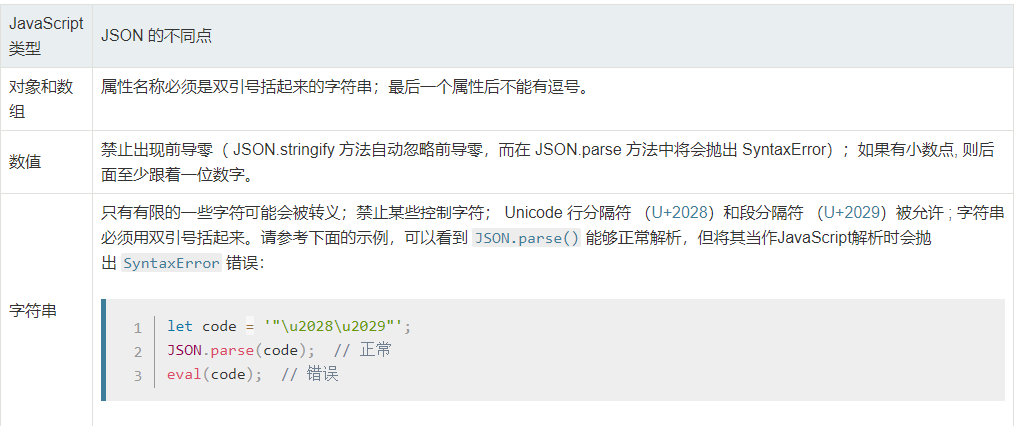 JavaScript
类型
JSON 的不同点
对象和数
组
属性名称必须是双引号括起来的字符串；最后一个属性后不能有逗号。
数值
禁止出现前导零（ JSON.stringify 方法自动忽略前导零，而在 JSON.parse 方法中将会抛出 SyntaxError）；如果有小数点, 则后
面至少跟着一位数字。
字符串
只有有限的一些字符可能会被转义；禁止某些控制字符； Unicode 行分隔符 （U+2028）和段分隔符 （U+2029）被允许 ; 字符串
必须用双引号括起来。请参考下面的示例，可以看到 JSON.parse() 能够正常解析，但将其当作JavaScript解析时会抛
出 SyntaxError 错误：
1 let code = '"\u2028\u2029"';
2 JSON.parse(code);  // 正常
3 eval(code);  // 错误